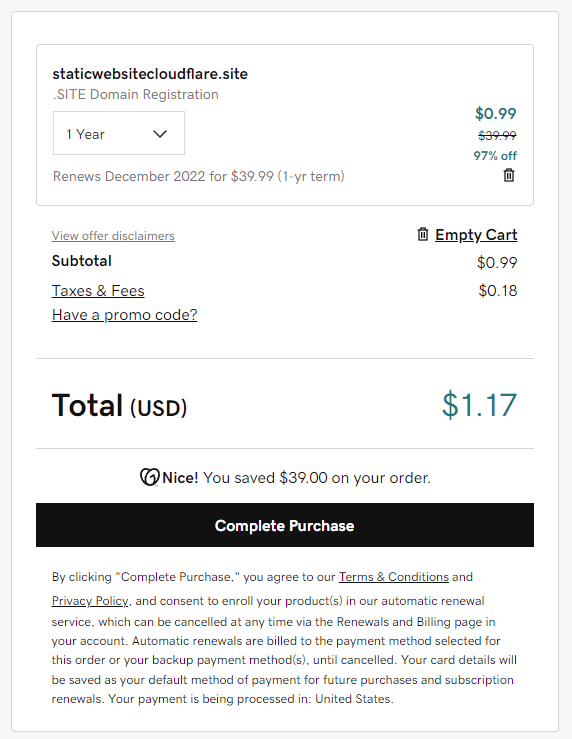 staticwebsitecloudflare.site
.SITE Domain Registration
1 Year
$0.99
$39.99
97% off
Renews December 2022 for $39.99 (1-yr term)
View offer disclaimers
Empty Cart
Subtotal
$0.99
Taxes & Fees
$0.18
Have a promo code?
Total (USD)
$1.17
Nice! You saved $39.00 on your order.
Complete Purchase
By clicking "Complete Purchase," you agree to our Terms & Conditions and
Privacy Policy, and consent to enroll your product(s) in our automatic renewal
service, which can be cancelled at any time via the Renewals and Billing page in
your account. Automatic renewals are billed to the payment method selected for
this order or your backup payment method(s), until cancelled. Your card details will
be saved as your default method of payment for future purchases and subscription
renewals. Your payment is being processed in: United States.